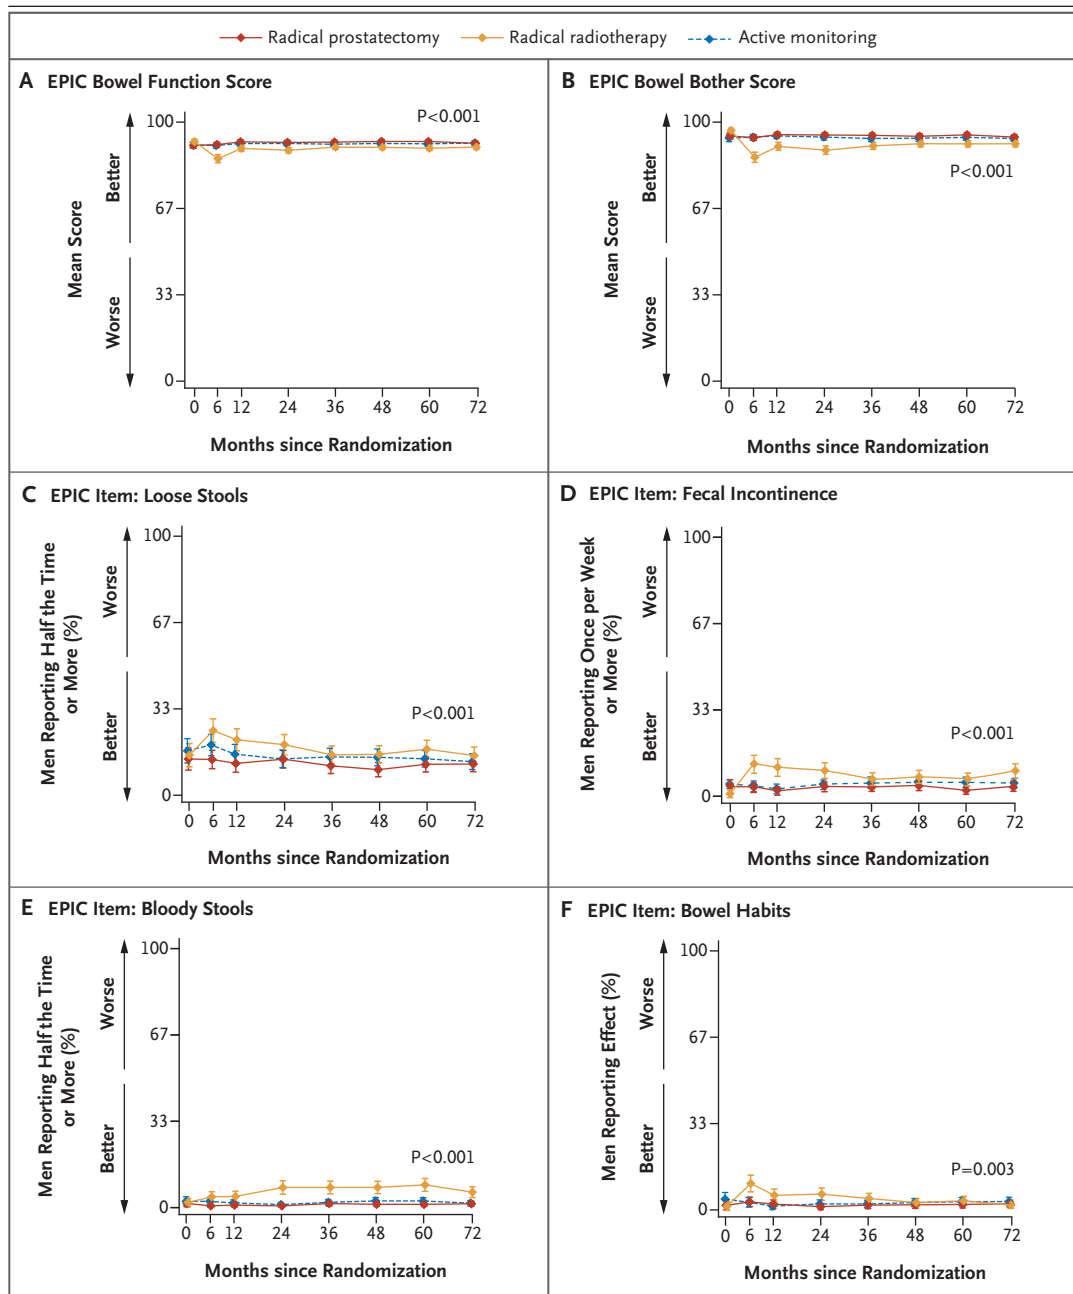 Radical prostatectomy Radical radiotherapy Active monitoring
A EPIC Bowel Function Score
Mean Score
Better
Worse
100
67
33
0
P<0.001
0 6 12 24 36 48 60 72
Months since Randomization
B EPIC Bowel Bother Score
Mean Score
Better
Worse
100
67
33
0
P<0.001
0 6 12 24 36 48 60 72
Months since Randomization
C EPIC Item: Loose Stools
Men Reporting Half the Time
or More (%)
Worse
Better
100
67
33
0
P<0.001
0 6 12 24 36 48 60 72
Months since Randomization
D EPIC Item: Fecal Incontinence
Men Reporting Once per Week
or More (%)
Worse
Better
100
67
33
0
P<0.001
0 6 12 24 36 48 60 72
Months since Randomization
E EPIC Item: Bloody Stools
Men Reporting Half the Time
or More (%)
Worse
Better
100
67
33
0
P<0.001
0 6 12 24 36 48 60 72
Months since Randomization
F EPIC Item: Bowel Habits
Men Reporting Effect (%)
Worse
Better
100
67
33
0
P=0.003
0 6 12 24 36 48 60 72
Months since Randomization